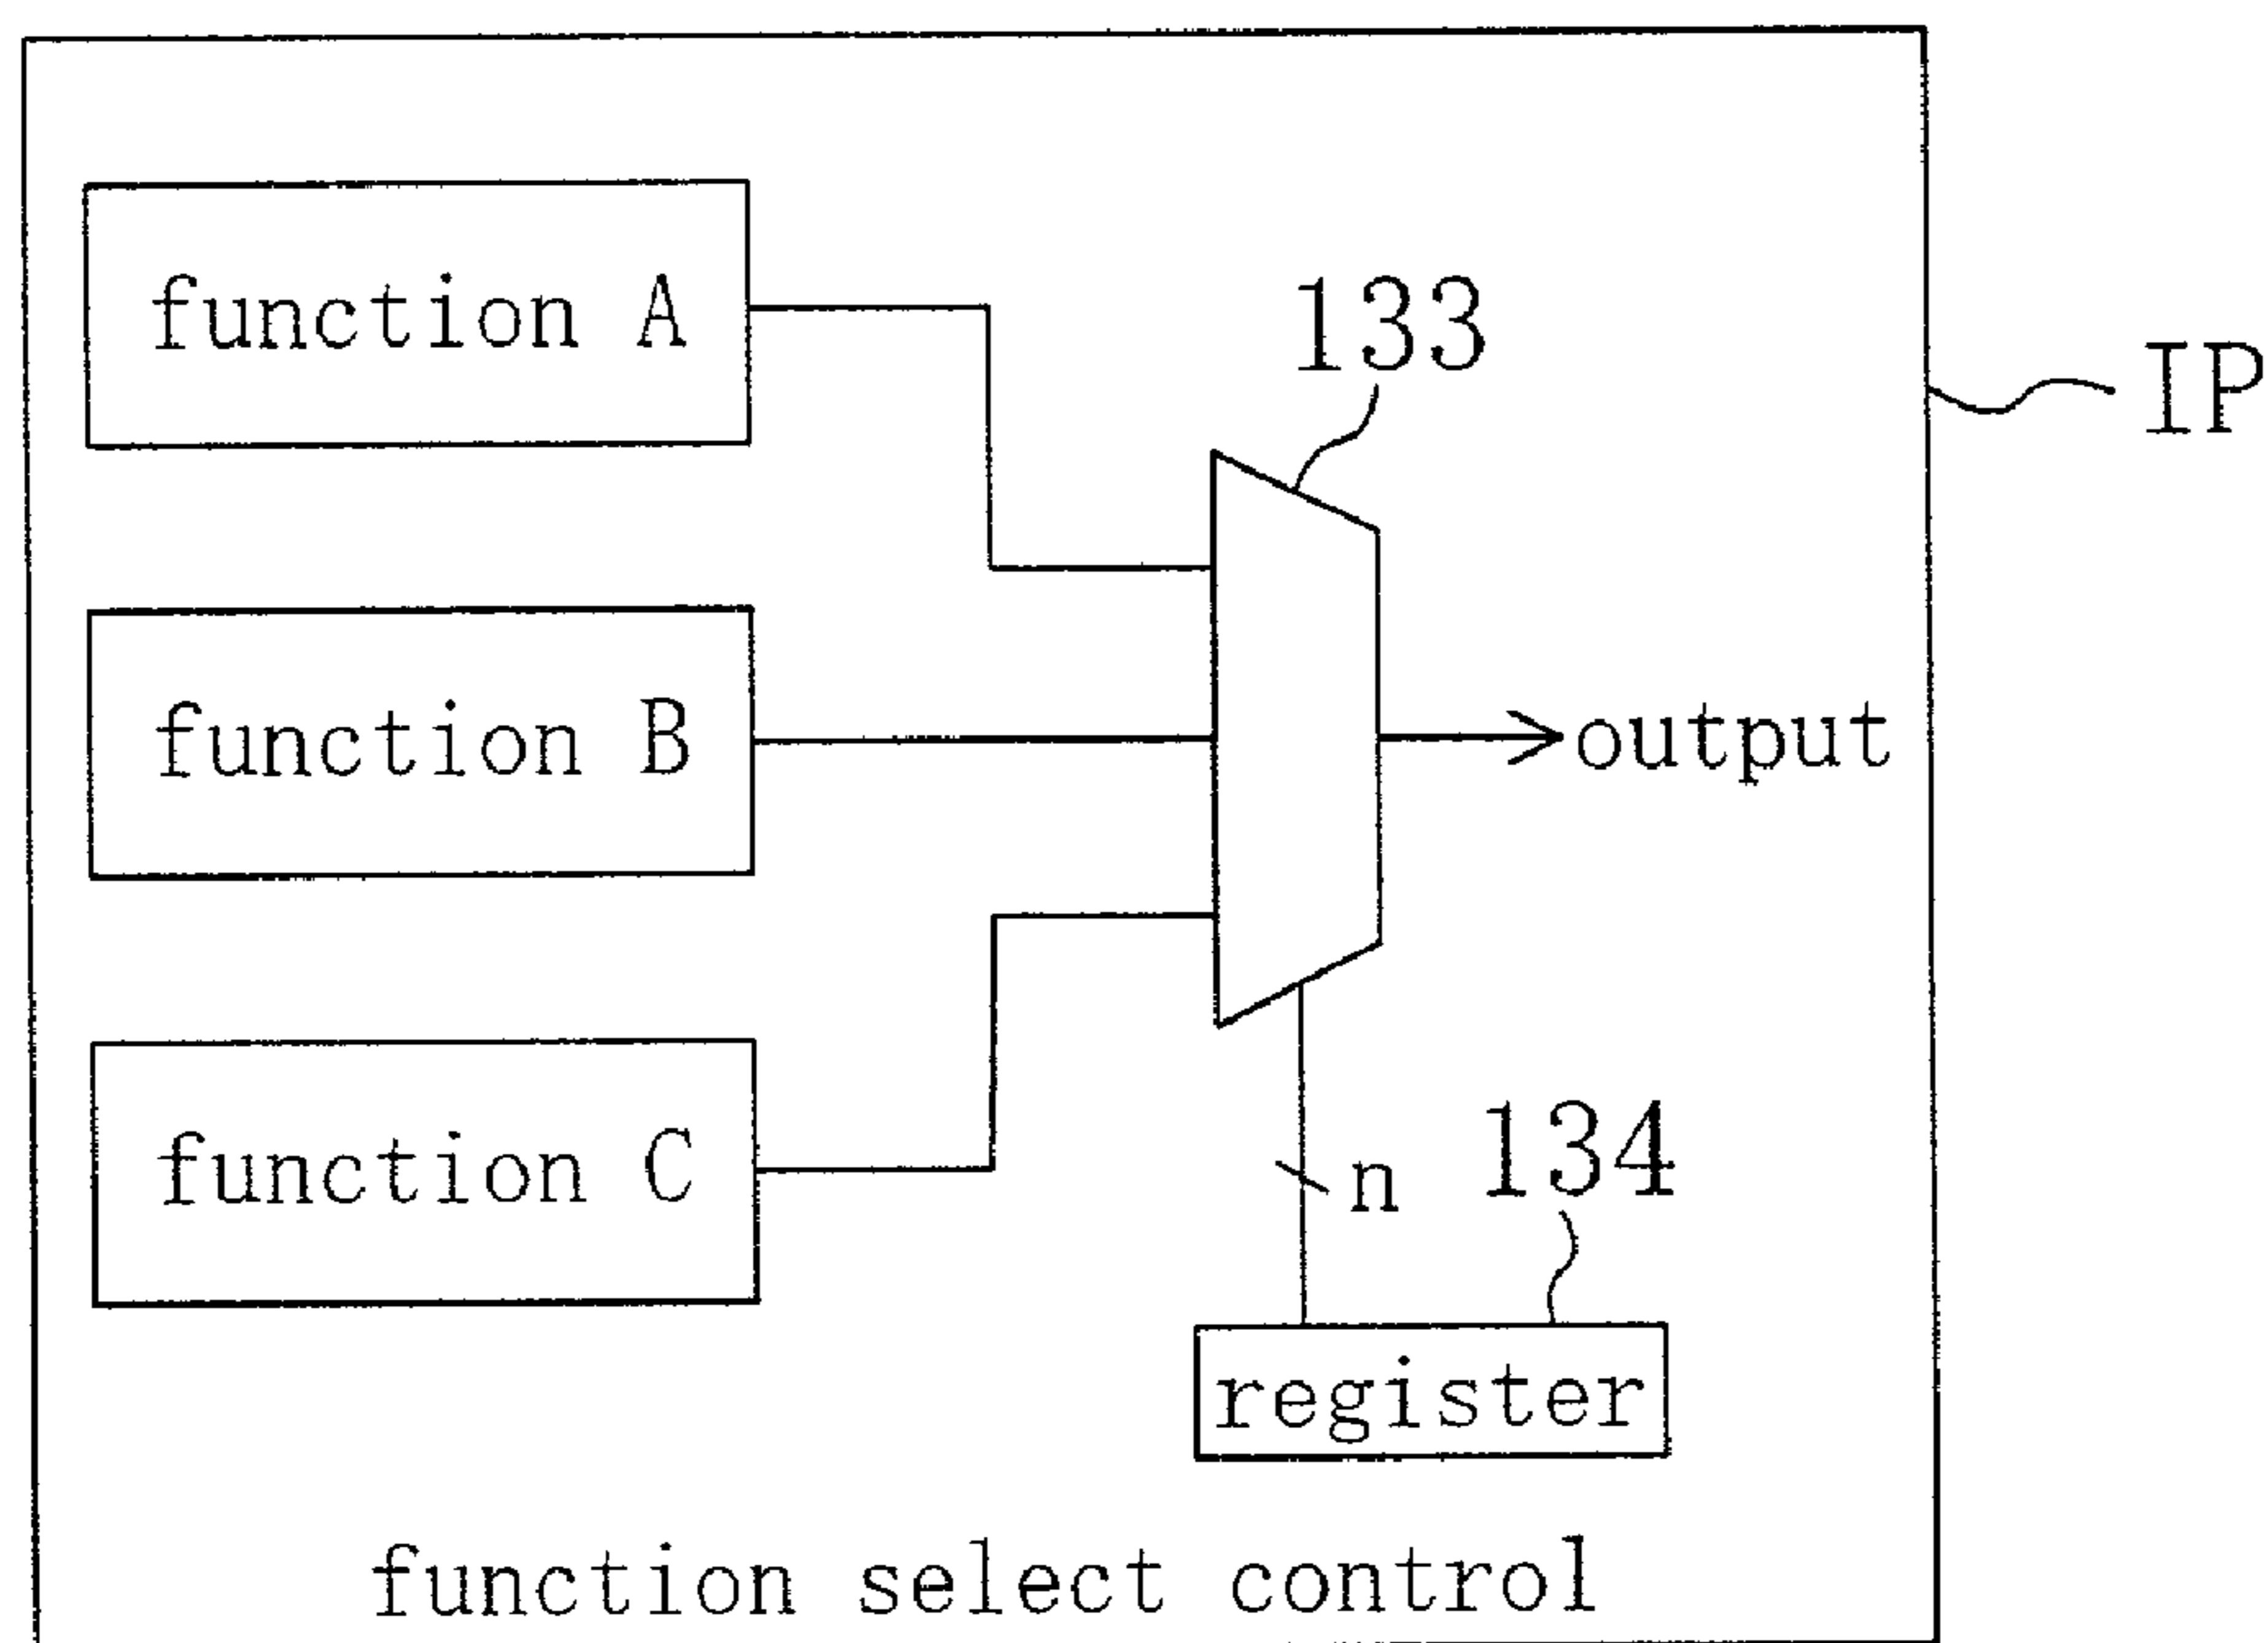 function A
133
IP
function B
output
function C
n
134
register
function select control